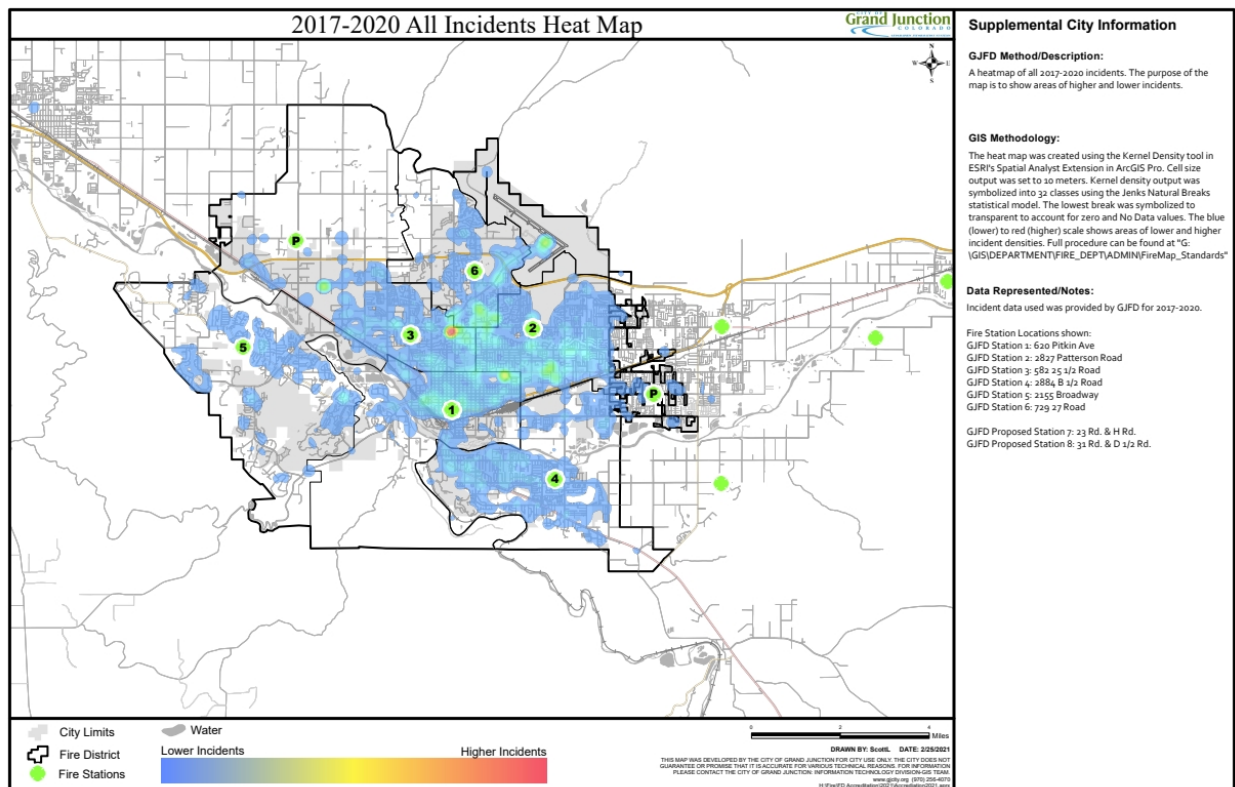 2017-2020 All Incidents Heat Map
CITY OF
Grand Junction
COLORADO
N
W
E
S
P
6
3
2
5
P
1
4
Supplemental City Information
GJFD Method/Description:
A heatmap of all 2017-2020 incidents. The purpose of the
map is to show areas of higher and lower incidents.
GIS Methodology:
The heat map was created using the Kernel Density tool in
ESRI's Spatial Analyst Extension in ArcGIS Pro. Cell size
output was set to 10 meters. Kernel density output was
symbolized into 32 classes using the Jenks Natural Breaks
statistical model. The lowest break was symbolized to
transparent to account for zero and No Data values. The blue
(lower) to red (higher) scale shows areas of lower and higher
incident densities. Full procedure can be found at "G:
\GIS\DEPARTMENT\FIRE_DEPT\ADMIN\FireMap_Standards"
Data Represented/Notes:
Incident data used was provided by GJFD for 2017-2020.
Fire Station Locations shown:
GJFD Station 1: 620 Pitkin Ave
GJFD Station 2: 2827 Patterson Road
GJFD Station 3: 582 25 1/2 Road
GJFD Station 4: 2884 B 1/2 Road
GJFD Station 5: 2155 Broadway
GJFD Station 6: 729 27 Road
GJFD Proposed Station 7: 23 Rd. & H Rd.
GJFD Proposed Station 8: 31 Rd. & D 1/2 Rd.
City Limits
Fire District
Fire Stations
Water
Lower Incidents
Higher Incidents
0 2 4
Miles
DRAWN BY: ScottL DATE: 2/25/2021
THIS MAP WAS DEVELOPED BY THE CITY OF GRAND JUNCTION FOR CITY USE ONLY. THE CITY DOES NOT
GUARANTEE OR PROMISE THAT IT IS ACCURATE FOR VARIOUS TECHNICAL REASONS. FOR INFORMATION
PLEASE CONTACT THE CITY OF GRAND JUNCTION: INFORMATION TECHNOLOGY DIVISION-GIS TEAM.
www.gjcity.org (970) 256-4070